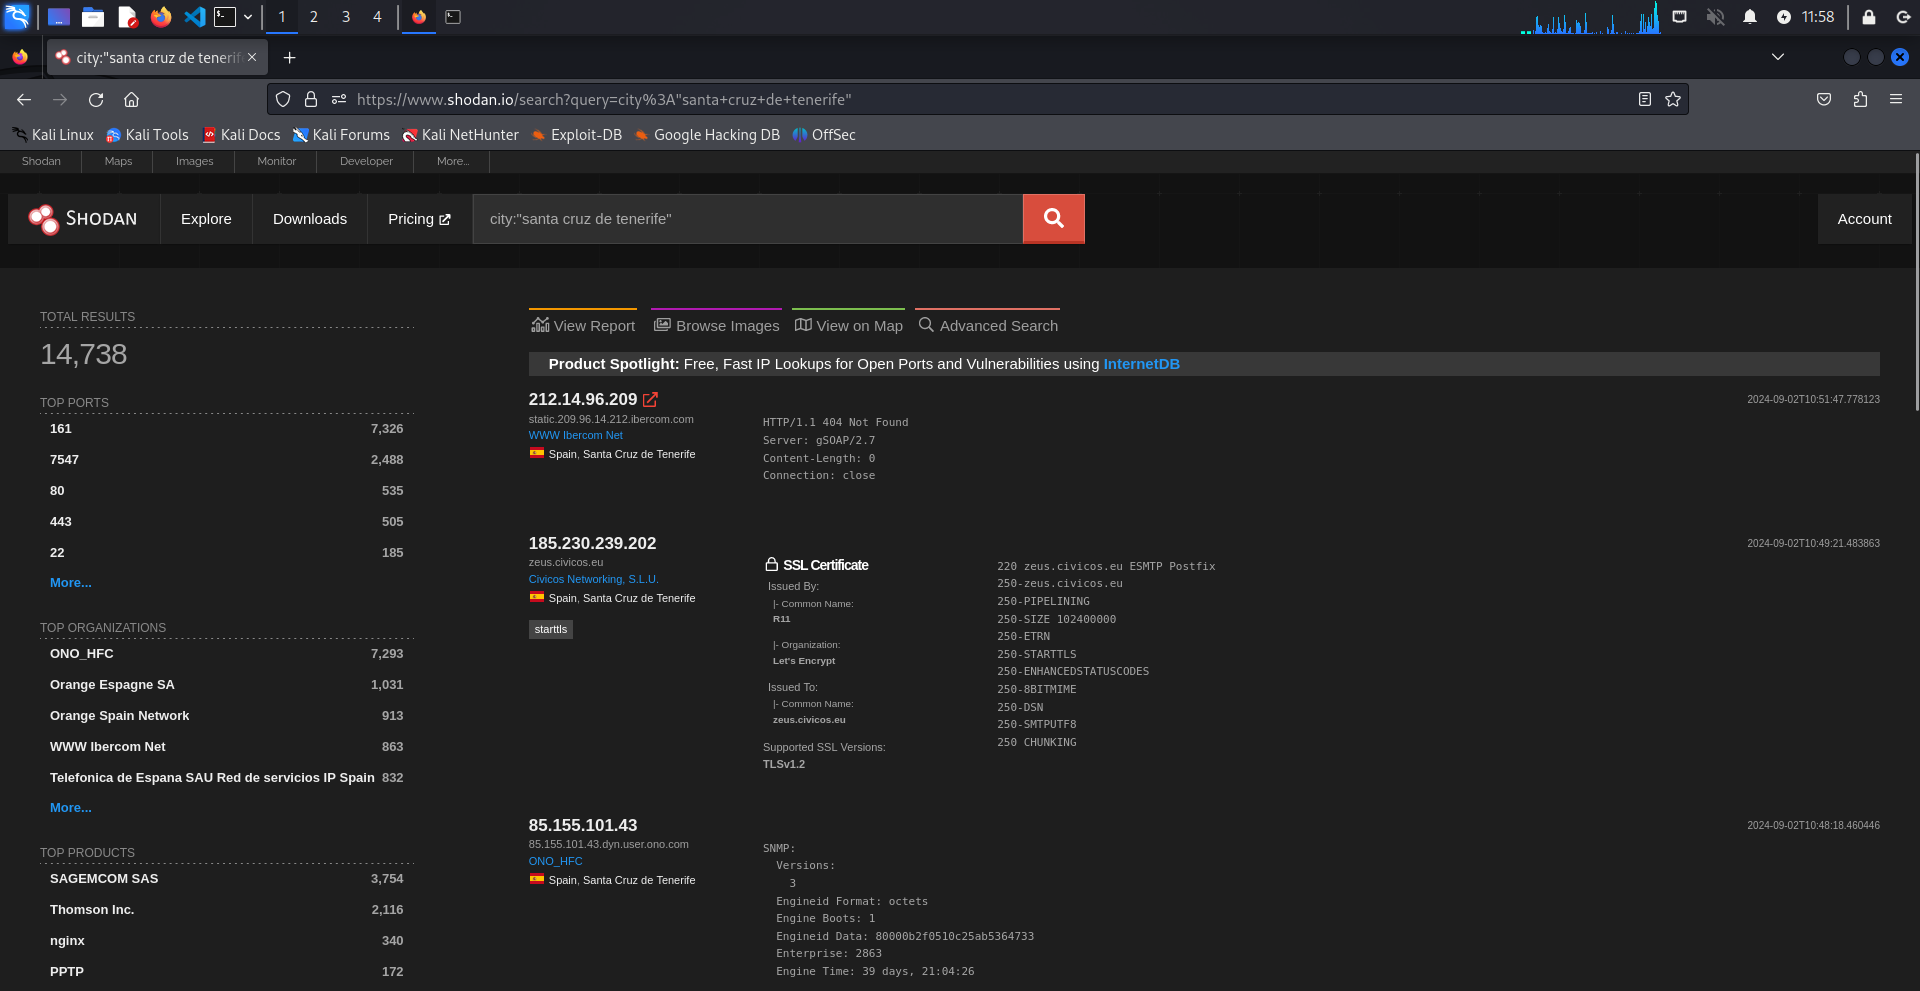 1 2 3 4 11:58
city:"santa cruz de tenerif
https://www.shodan.io/search?query=city%3A"santa+cruz+de+tenerife"
Kali Linux Kali Tools Kali Docs Kali Forums Kali NetHunter Exploit-DB Google Hacking DB OffSec
Shodan Maps Images Monitor Developer More...
SHODAN Explore Downloads Pricing city:"santa cruz de tenerife" Account
TOTAL RESULTS
14,738
TOP PORTS
161 7,326
7547 2,488
80 535
443 505
22 185
More...
TOP ORGANIZATIONS
ONO_HFC 7,293
Orange Espagne SA 1,031
Orange Spain Network 913
WWW Ibercom Net 863
Telefonica de Espana SAU Red de servicios IP Spain 832
More...
TOP PRODUCTS
SAGEMCOM SAS 3,754
Thomson Inc. 2,116
nginx 340
PPTP 172
View Report Browse Images View on Map Advanced Search
Product Spotlight: Free, Fast IP Lookups for Open Ports and Vulnerabilities using InternetDB
212.14.96.209 2024-09-02T10:51:47.778123
static.209.96.14.212.ibercom.com
WWW Ibercom Net
Spain, Santa Cruz de Tenerife
HTTP/1.1 404 Not Found
Server: gSOAP/2.7
Content-Length: 0
Connection: close
185.230.239.202 2024-09-02T10:49:21.483863
zeus.civicos.eu
Civicos Networking, S.L.U.
Spain, Santa Cruz de Tenerife
starttls
SSL Certificate
Issued By:
|- Common Name:
R11
|- Organization:
Let's Encrypt
Issued To:
|- Common Name:
zeus.civicos.eu
Supported SSL Versions:
TLSv1.2
220 zeus.civicos.eu ESMTP Postfix
250-zeus.civicos.eu
250-PIPELINING
250-SIZE 102400000
250-ETRN
250-STARTTLS
250-ENHANCEDSTATUSCODES
250-8BITMIME
250-DSN
250-SMTPUTF8
250 CHUNKING
85.155.101.43 2024-09-02T10:48:18.460446
85.155.101.43.dyn.user.ono.com
ONO_HFC
Spain, Santa Cruz de Tenerife
SNMP:
Versions:
3
Engineid Format: octets
Engine Boots: 1
Engineid Data: 80000b2f0510c25ab5364733
Enterprise: 2863
Engine Time: 39 days, 21:04:26